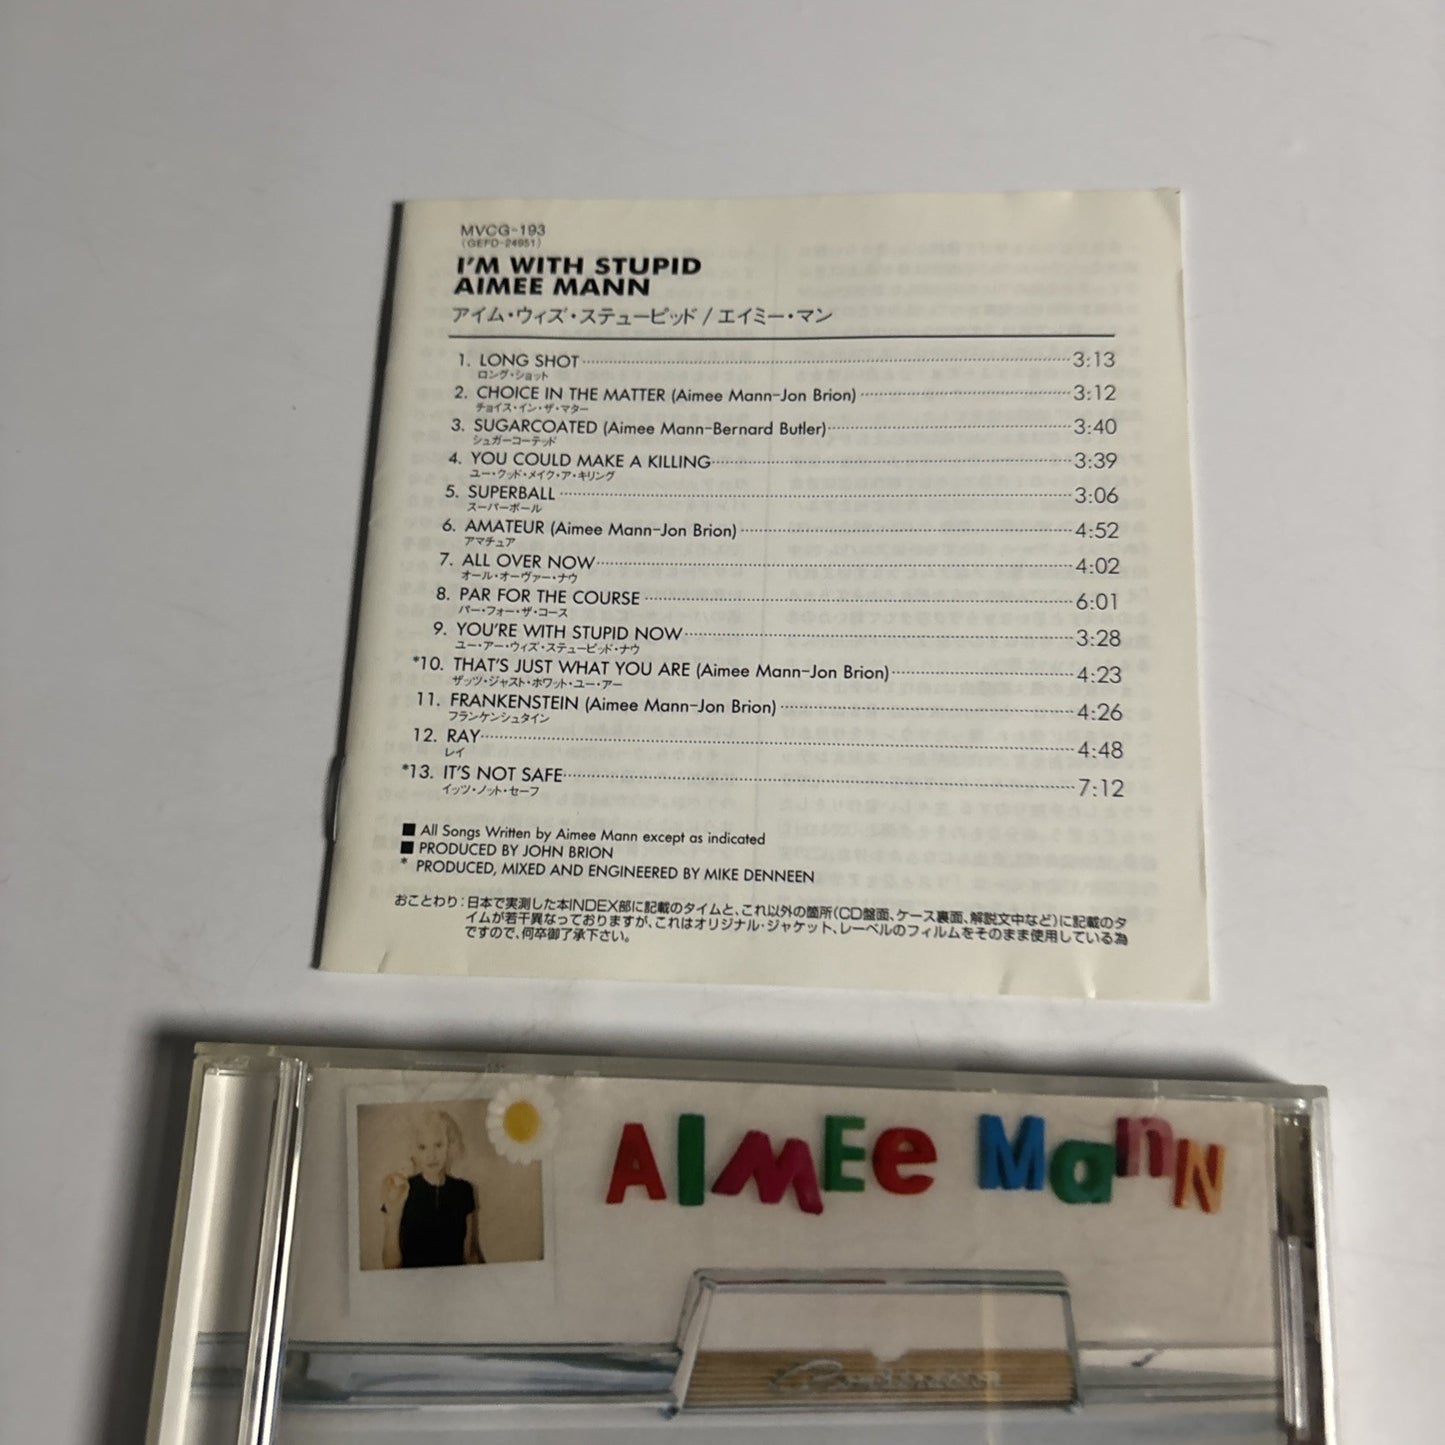 MVCG-193
(GEFD-24951)
I'M WITH STUPID
AIMEE MANN
アイム・ウィズ・ステューピッド / エイミー・マン
1. LONG SHOT 3:13
ロング・ショット
2. CHOICE IN THE MATTER (Aimee Mann-Jon Brion) 3:12
チョイス・イン・ザ・マター
3. SUGARCOATED (Aimee Mann-Bernard Butler) 3:40
シュガーコーテッド
4. YOU COULD MAKE A KILLING 3:39
ユー・クッド・メイク・ア・キリング
5. SUPERBALL 3:06
スーパーボール
6. AMATEUR (Aimee Mann-Jon Brion) 4:52
アマチュア
7. ALL OVER NOW 4:02
オール・オーヴァー・ナウ
8. PAR FOR THE COURSE 6:01
パー・フォー・ザ・コース
9. YOU'RE WITH STUPID NOW 3:28
ユー・アー・ウィズ・ステューピッド・ナウ
*10. THAT'S JUST WHAT YOU ARE (Aimee Mann-Jon Brion) 4:23
ザッツ・ジャスト・ホワット・ユー・アー
11. FRANKENSTEIN (Aimee Mann-Jon Brion) 4:26
フランケンシュタイン
12. RAY 4:48
レイ
*13. IT'S NOT SAFE 7:12
イッツ・ノット・セーフ
■ All Songs Written by Aimee Mann except as indicated
■ PRODUCED BY JOHN BRION
* PRODUCED, MIXED AND ENGINEERED BY MIKE DENNEEN
おことわり：日本で実測した本INDEX部に記載のタイムと、これ以外の箇所（CD盤面、ケース裏面、解説文中など）に記載のタ
イムが若干異なっておりますが、これはオリジナル・ジャケット、レーベルのフィルムをそのまま使用している為
ですので、何卒御了承下さい。
AIMEE MANN